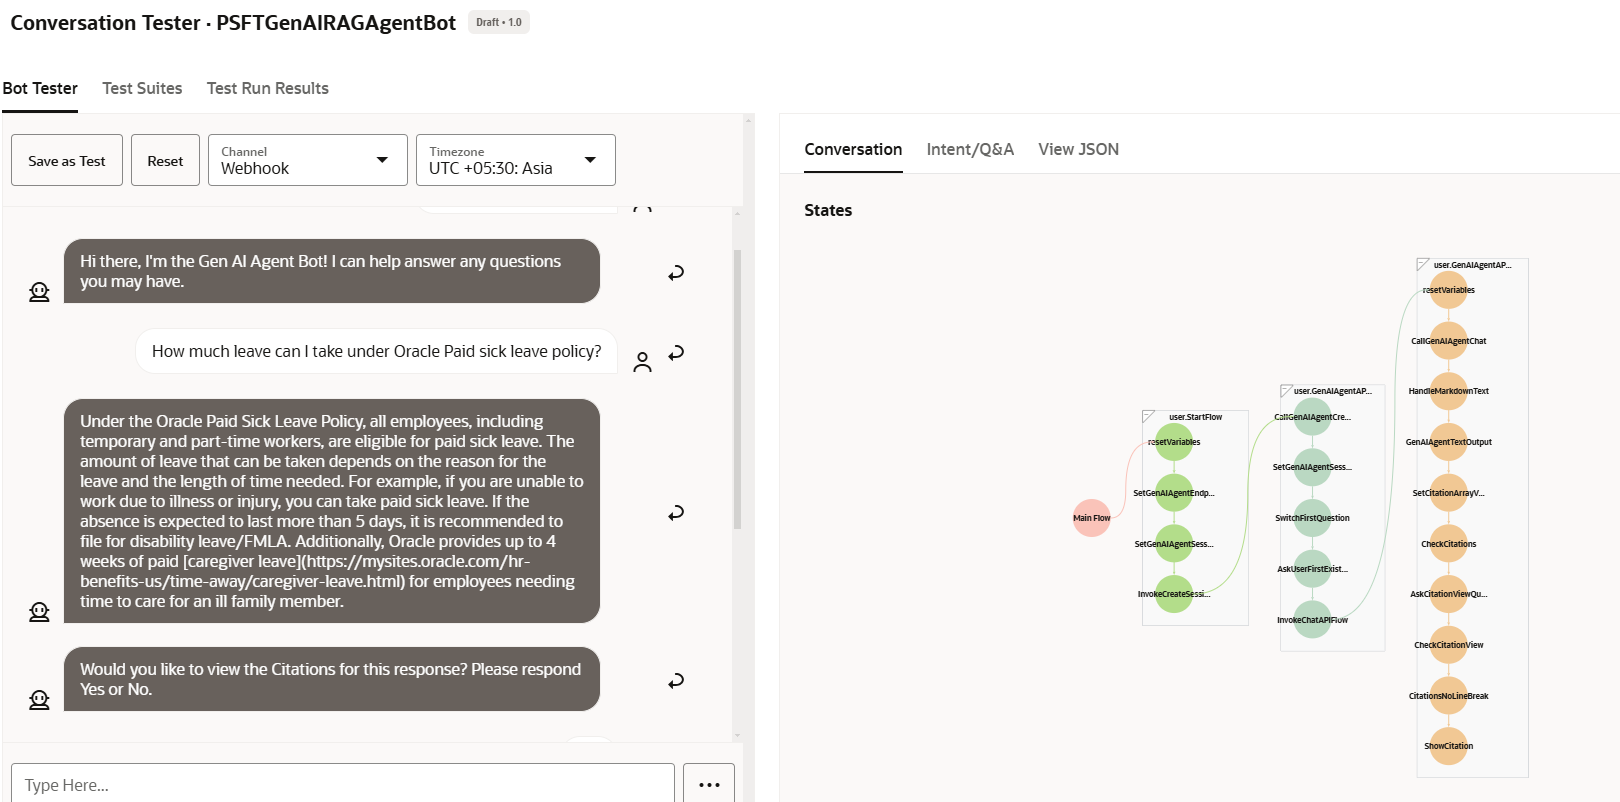 Conversation Tester · PSFTGenAIRAGAgentBot
Draft • 1.0
Bot Tester
Test Suites
Test Run Results
Save as Test
Reset
Channel
Webhook
Timezone
UTC +05:30: Asia
Hi there, I'm the Gen AI Agent Bot! I can help answer any questions
you may have.
How much leave can I take under Oracle Paid sick leave policy?
Under the Oracle Paid Sick Leave Policy, all employees, including
temporary and part-time workers, are eligible for paid sick leave. The
amount of leave that can be taken depends on the reason for the
leave and the length of time needed. For example, if you are unable to
work due to illness or injury, you can take paid sick leave. If the
absence is expected to last more than 5 days, it is recommended to
file for disability leave/FMLA. Additionally, Oracle provides up to 4
weeks of paid [caregiver leave](https://mysites.oracle.com/hr-
benefits-us/time-away/caregiver-leave.html) for employees needing
time to care for an ill family member.
Would you like to view the Citations for this response? Please respond
Yes or No.
Type Here...
Conversation
Intent/Q&A
View JSON
States
Main Flow
user.StartFlow
resetVariables
SetGenAIAgentEndp...
SetGenAIAgentSess...
InvokeCreateSessi...
user.GenAIAgentAP...
CallGenAIAgentCre...
SetGenAIAgentSess...
SwitchFirstQuestion
AskUserFirstExist...
InvokeChatAPIFlow
user.GenAIAgentAP...
resetVariables
CallGenAIAgentChat
HandleMarkdownText
GenAIAgentTextOutput
SetCitationArrayV...
CheckCitations
AskCitationViewQu...
CheckCitationView
CitationsNoLineBreak
ShowCitation